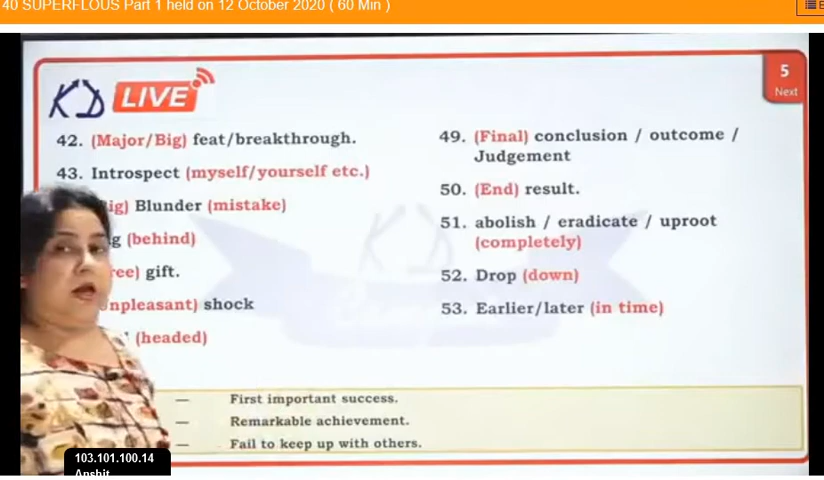 40 SUPERFLOUS Part 1 held on 12 October 2020 ( 60 Min )
KD LIVE
5
Next
42. (Major/Big) feat/breakthrough.
43. Introspect (myself/yourself etc.)
Blunder (mistake)
(behind)
gift.
shock
(headed)
49. (Final) conclusion / outcome /
Judgement
50. (End) result.
51. abolish / eradicate / uproot
(completely)
52. Drop (down)
53. Earlier/later (in time)
— First important success.
— Remarkable achievement.
— Fail to keep up with others.
103.101.100.14
Anshit